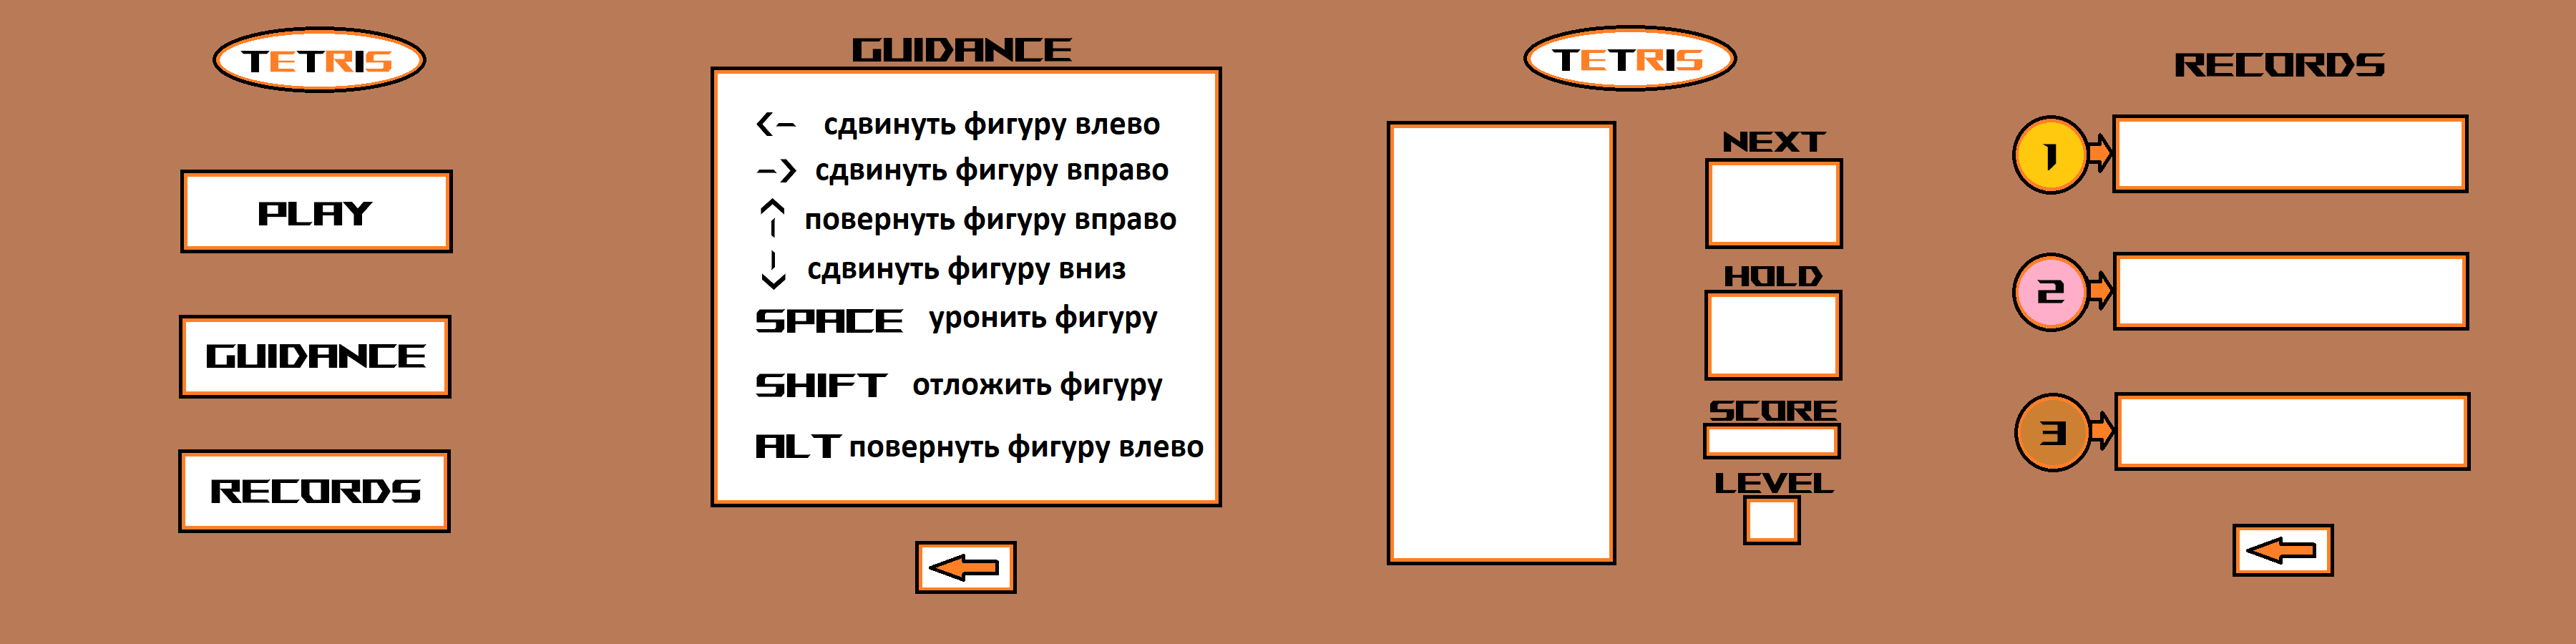 TETRIS
PLAY
GUIDANCE
RECORDS
GUIDANCE
<- сдвинуть фигуру влево
-> сдвинуть фигуру вправо
↑ повернуть фигуру вправо
↓ сдвинуть фигуру вниз
SPACE уронить фигуру
SHIFT отложить фигуру
ALT повернуть фигуру влево
TETRIS
NEXT
HOLD
SCORE
LEVEL
RECORDS
1
2
3